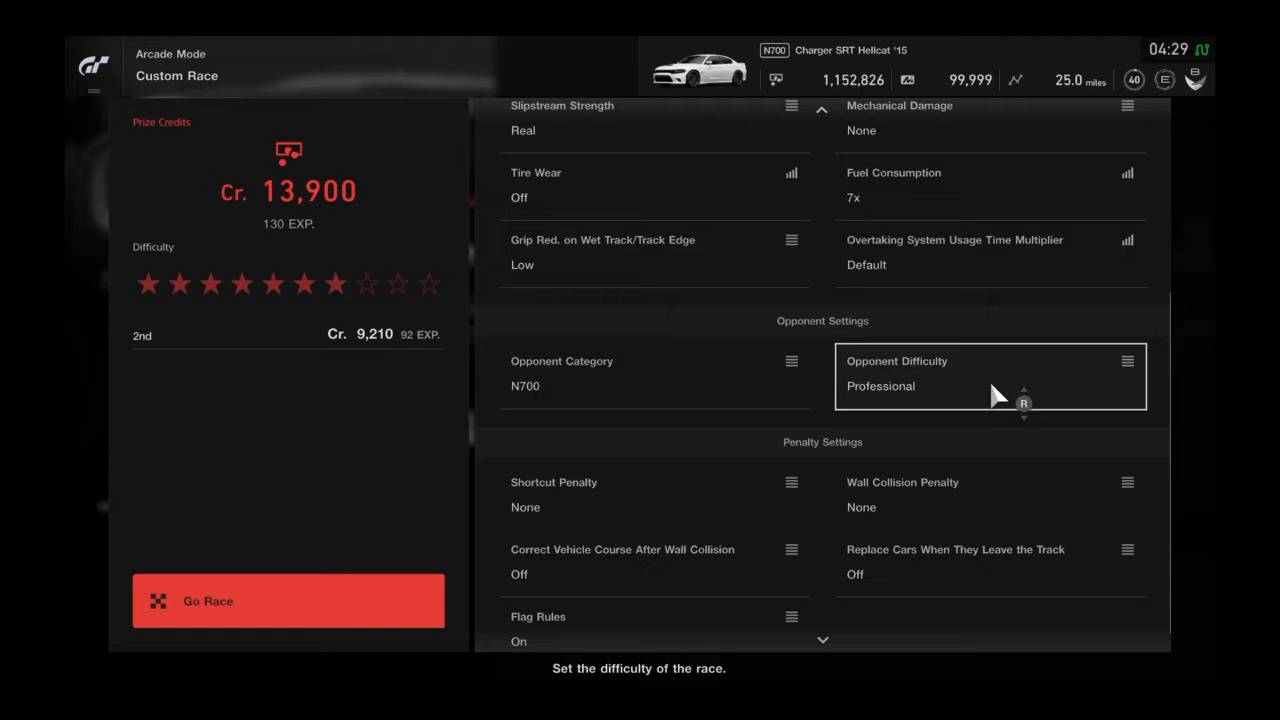 Arcade Mode
Custom Race
N700 Charger SRT Hellcat '15
1,152,826
99,999
25.0 miles
40
E
B
04:29
Prize Credits
Cr. 13,900
130 EXP.
Difficulty
2nd Cr. 9,210 92 EXP.
Go Race
Slipstream Strength
Real
Mechanical Damage
None
Tire Wear
Off
Fuel Consumption
7x
Grip Red. on Wet Track/Track Edge
Low
Overtaking System Usage Time Multiplier
Default
Opponent Settings
Opponent Category
N700
Opponent Difficulty
Professional
R
Penalty Settings
Shortcut Penalty
None
Wall Collision Penalty
None
Correct Vehicle Course After Wall Collision
Off
Replace Cars When They Leave the Track
Off
Flag Rules
On
Set the difficulty of the race.